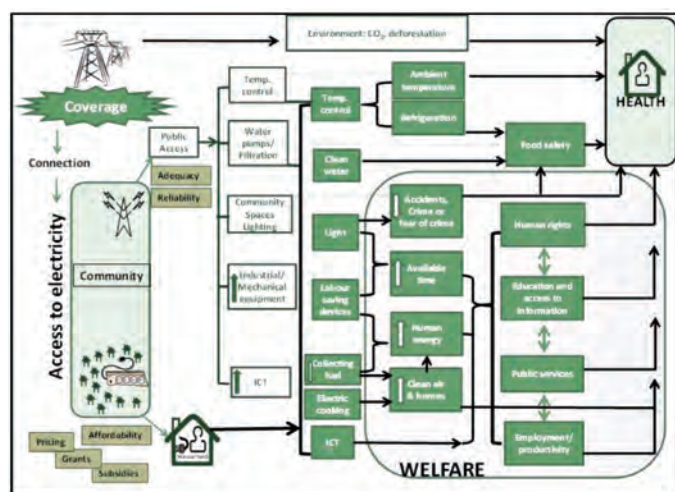 Environment: CO₂, deforestation
Coverage
Connection
Access to electricity
Community
Public
Access
Adequacy
Reliability
Temp.
control
Water
pumps/
Filtration
Community
Spaces
Lighting
Industrial/
Mechanical
equipment
ICT
Affordability
Pricing
Grants
Subsidies
Temp.
control
Clean
water
Light
Labour
saving
devices
Collecting
fuel
Electric
cooking
ICT
Ambient
temperature
Refrigeration
Food safety
Accidents,
Crime or
fear of crime
Available
time
Human
energy
Clean air
& homes
Human rights
Education and
access to
information
Public services
Employment/
productivity
WELFARE
HEALTH